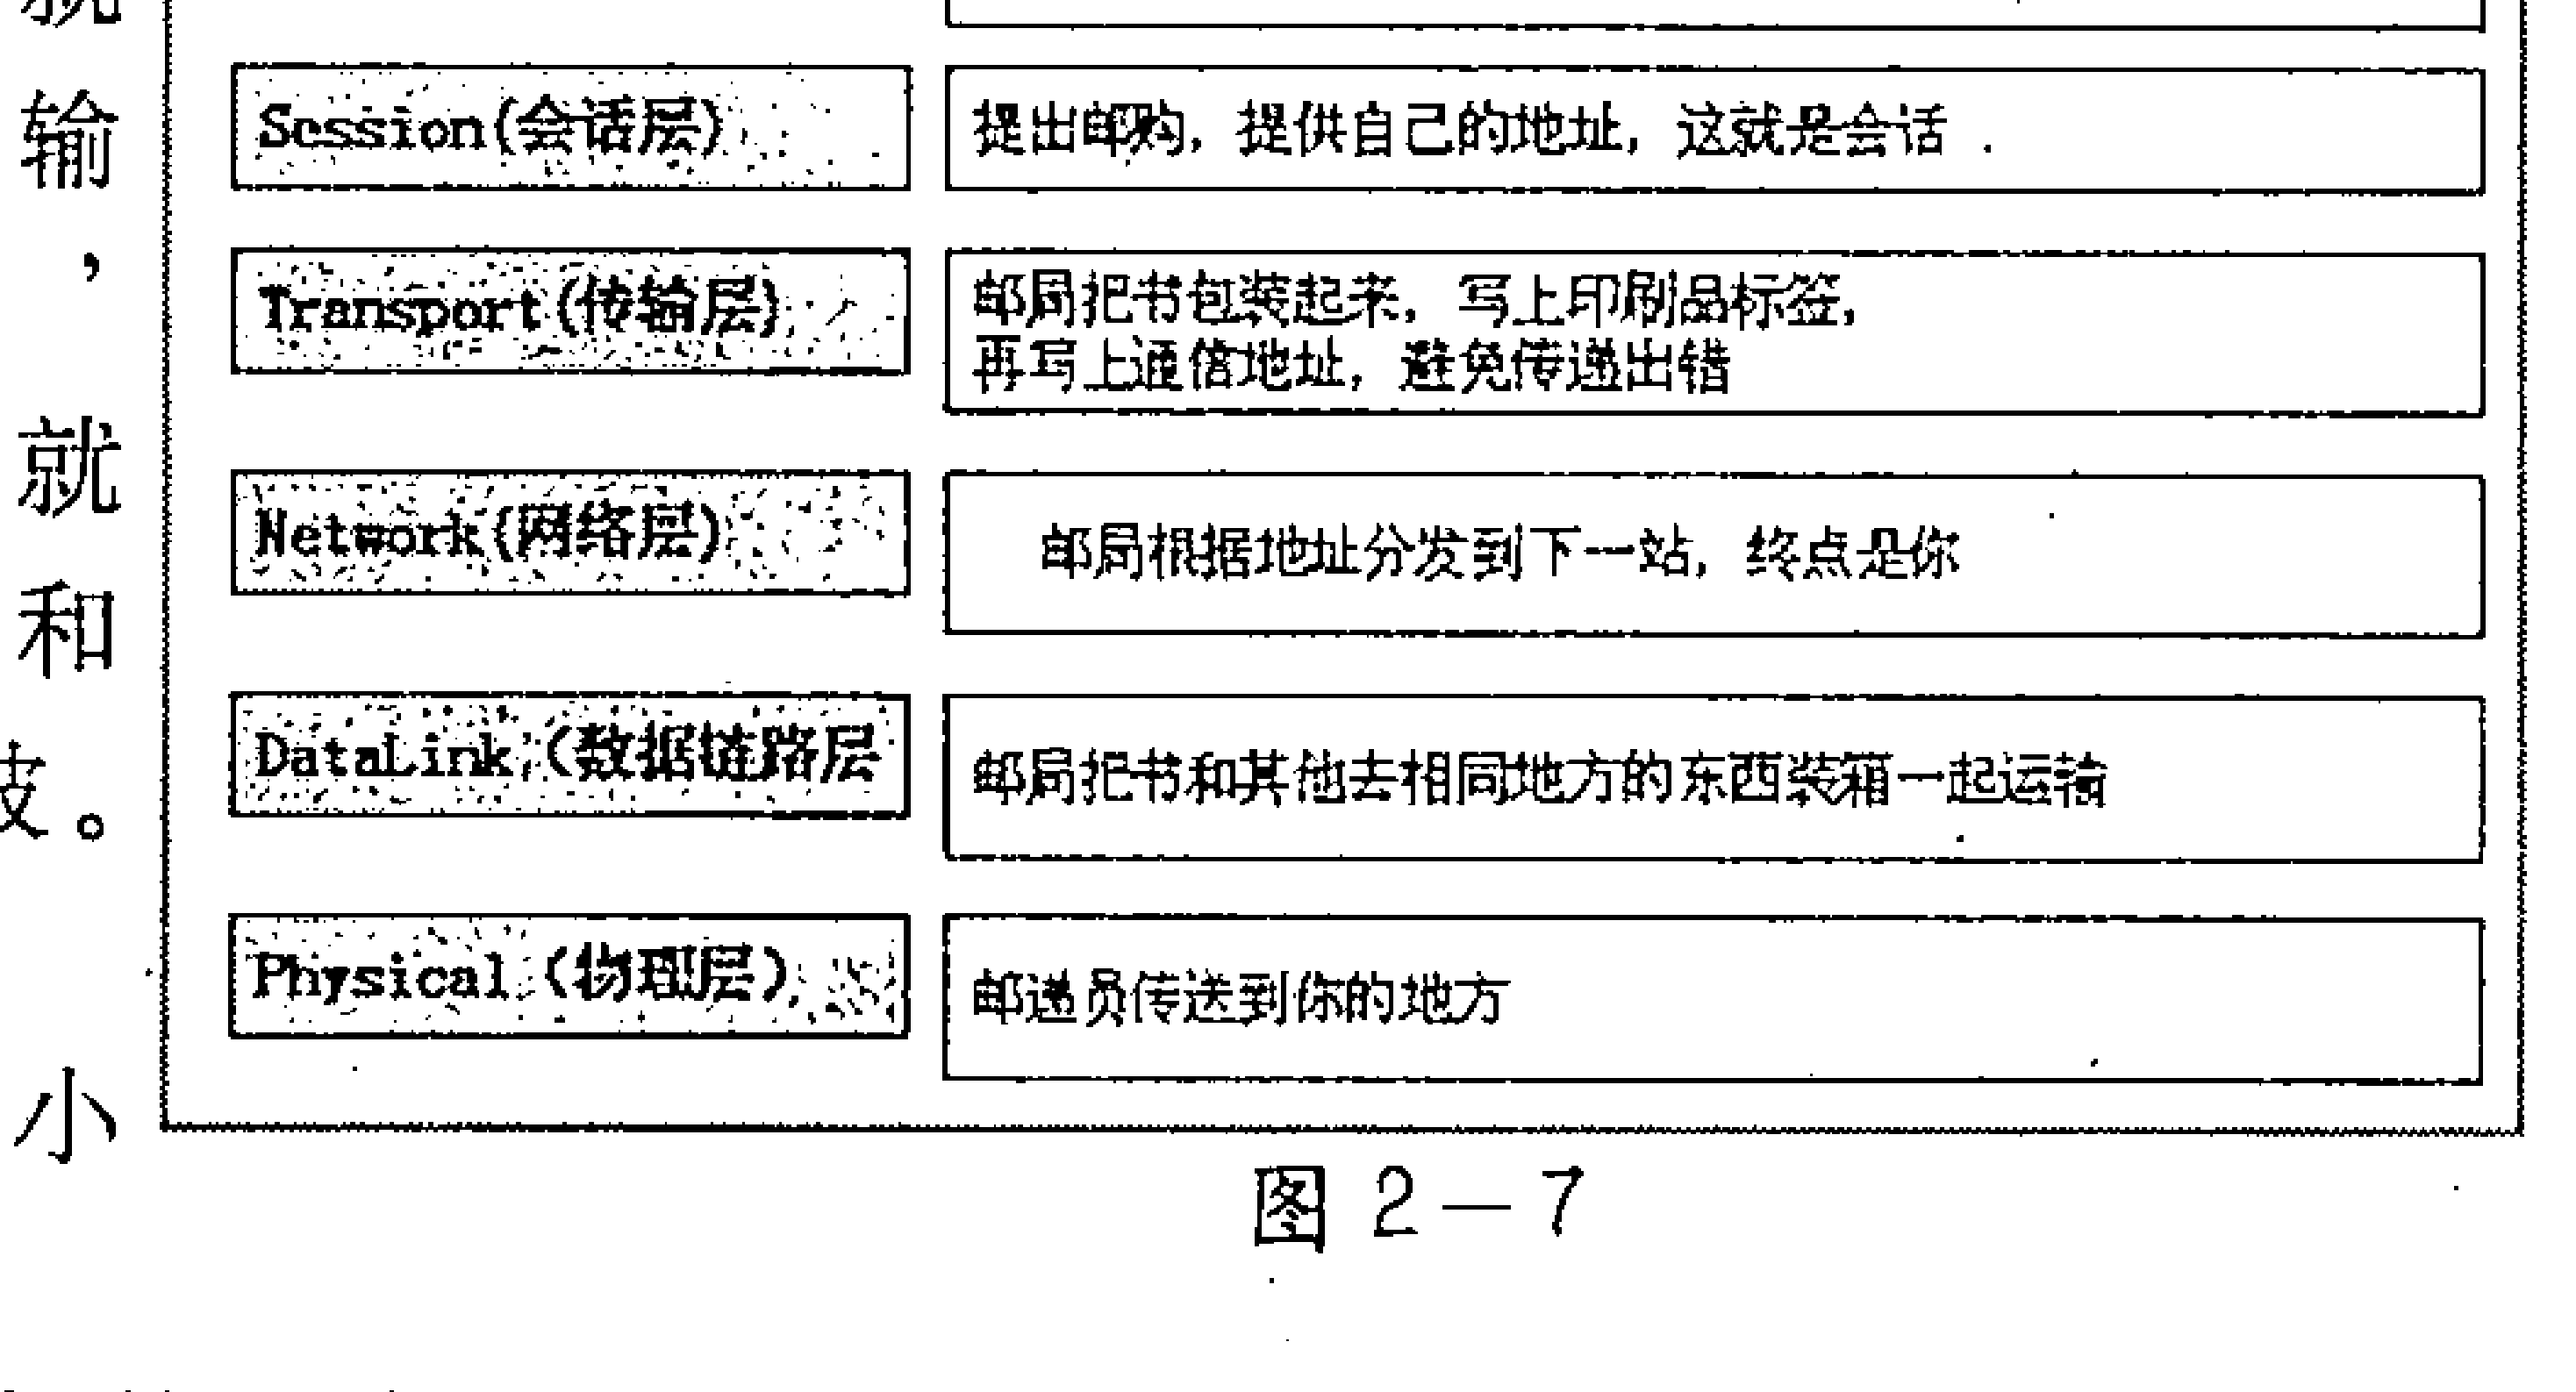 输
，
就
和
。
小
Session(会话层)
提出邮购，提供自己的地址，这就是会话
Transport(传输层)
邮局把书包装起来，写上印刷品标签，
再写上通信地址，避免传递出错
Network(网络层)
邮局根据地址分发到下一站，终点是你
DataLink (数据链路层
邮局把书和其他去相同地方的东西装箱一起运输
Physical (物理层)
邮递员传送到你的地方
图 2-7